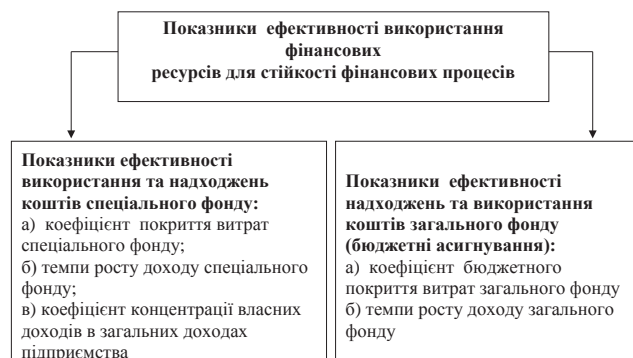 Показники ефективності використання
фінансових
ресурсів для стійкості фінансових процесів
Показники ефективності
використання та надходжень
коштів спеціального фонду:
а) коефіцієнт покриття витрат
спеціального фонду;
б) темпи росту доходу спеціального
фонду;
в) коефіцієнт концентрації власних
доходів в загальних доходах
підприємства
Показники ефективності
надходжень та використання
коштів загального фонду
(бюджетні асигнування):
а) коефіцієнт бюджетного
покриття витрат загального фонду
б) темпи росту доходу загального
фонду